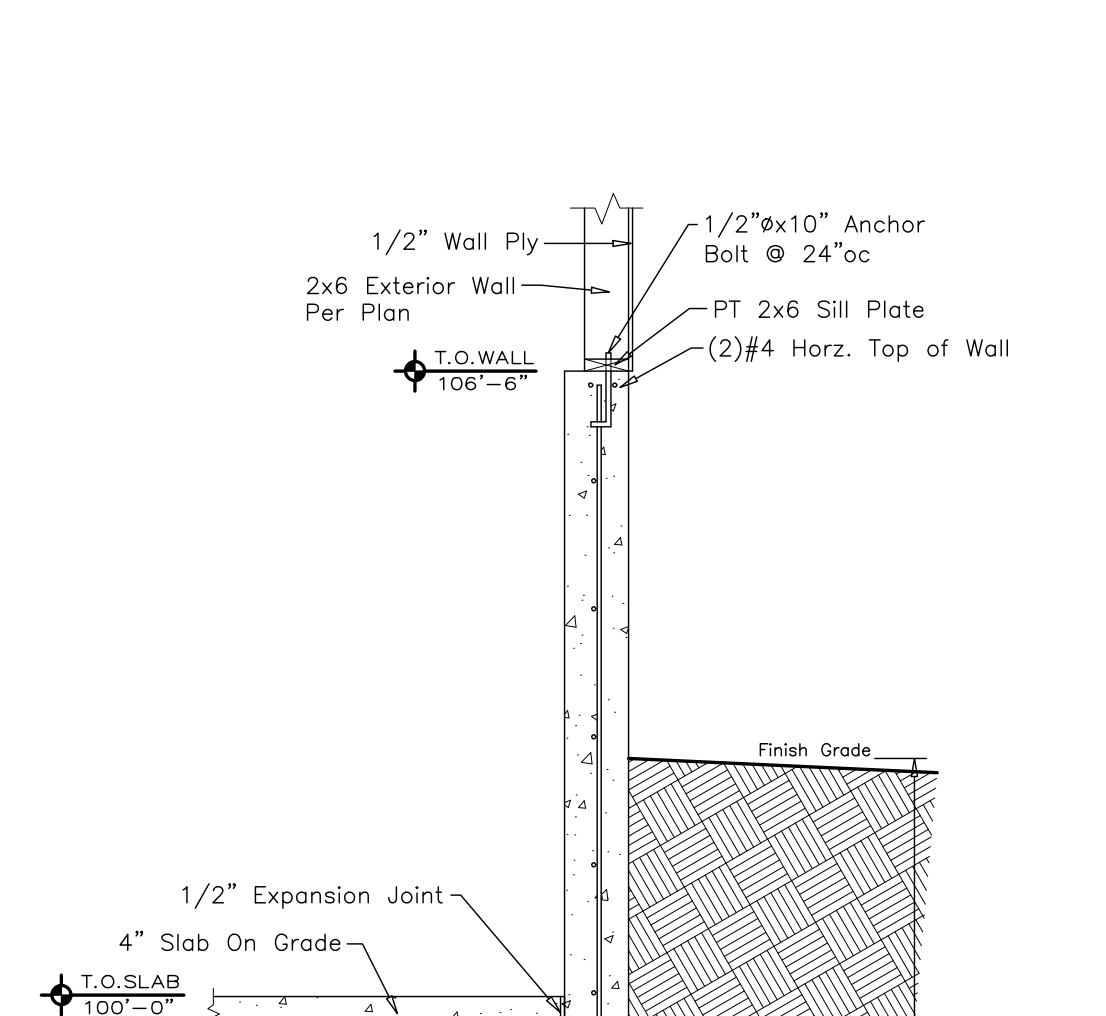 1/2"øx10" Anchor
Bolt @ 24"oc
1/2" Wall Ply
2x6 Exterior Wall
Per Plan
PT 2x6 Sill Plate
(2)#4 Horz. Top of Wall
T.O.WALL
106'-6"
Finish Grade
1/2" Expansion Joint
4" Slab On Grade
T.O.SLAB
100'-0"